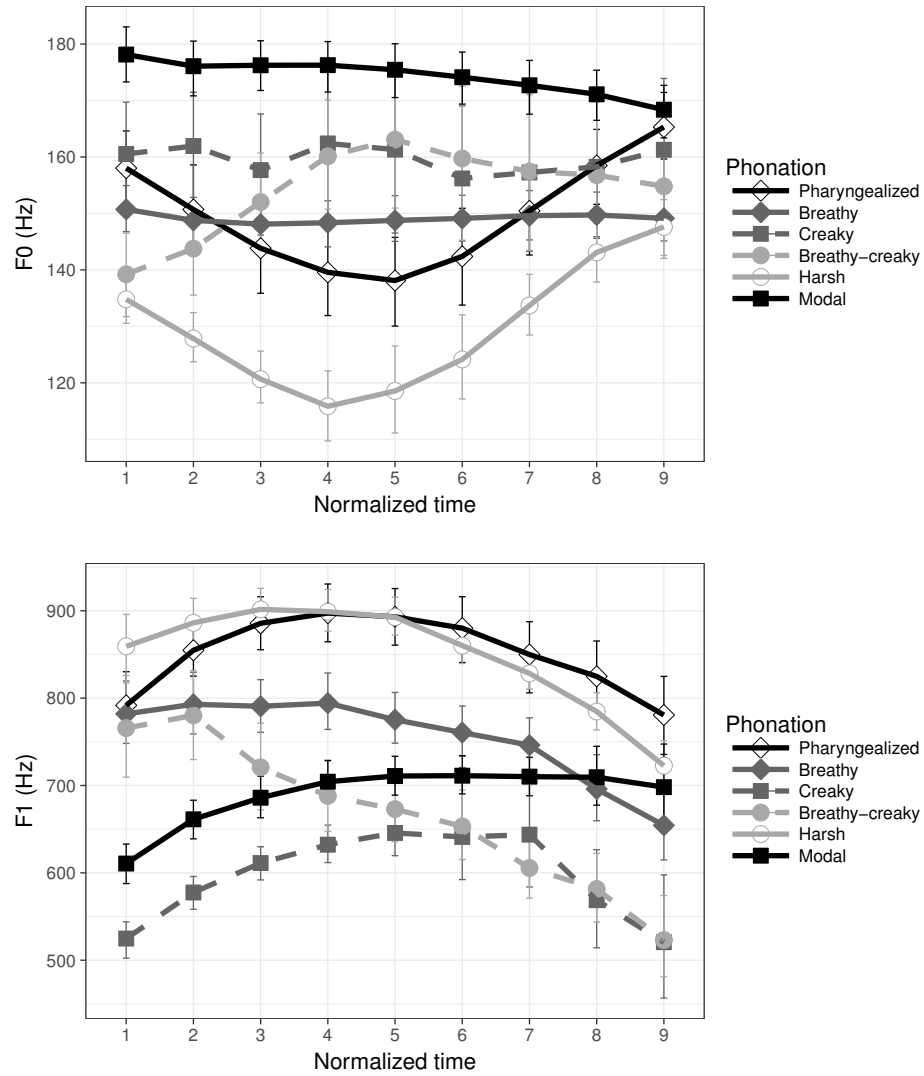 F0 (Hz)
180
160
140
120
1 2 3 4 5 6 7 8 9
Normalized time
Phonation
Pharyngealized
Breathy
Creaky
Breathy−creaky
Harsh
Modal
F1 (Hz)
900
800
700
600
500
1 2 3 4 5 6 7 8 9
Normalized time
Phonation
Pharyngealized
Breathy
Creaky
Breathy−creaky
Harsh
Modal